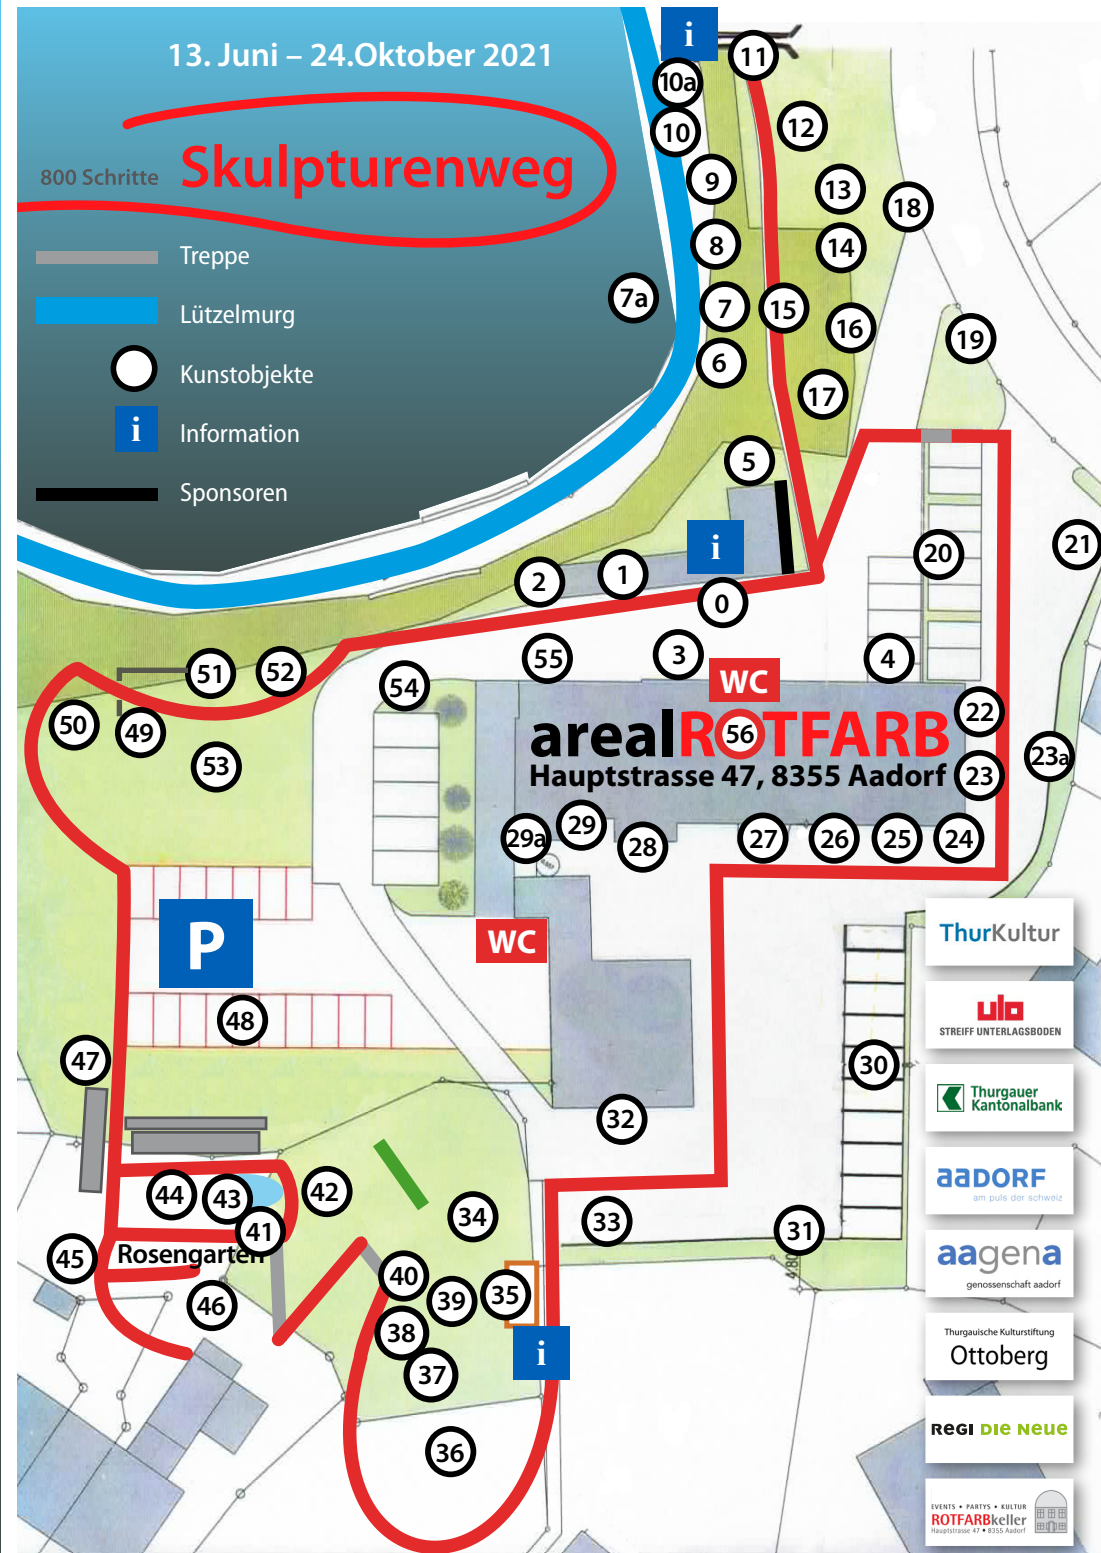 13. Juni – 24.Oktober 2021
800 Schritte Skulpturenweg
Treppe
Lützelmurg
Kunstobjekte
i Information
Sponsoren
i
10a
11
10
12
9
13
18
8
14
7a
7
15
16
19
6
17
5
i
20
21
2
1
0
55
3
4
51
52
54
WC
50
49
53
22
arealROTFARB
56
Hauptstrasse 47, 8355 Aadorf
23
23a
29a
29
28
27
26
25
24
P
WC
48
47
30
32
44
43
42
41
34
33
31
480
45
Rosengarten
46
40
39
35
38
37
i
36
ThurKultur
ulo
STREIFF UNTERLAGSBODEN
Thurgauer
Kantonalbank
aaDORF
am puls der schweiz
aagena
genossenschaft aadorf
Thurgauische Kulturstiftung
Ottoberg
REGI DIE NEUE
EVENTS • PARTYS • KULTUR
ROTFARBkeller
Hauptstrasse 47 • 8355 Aadorf